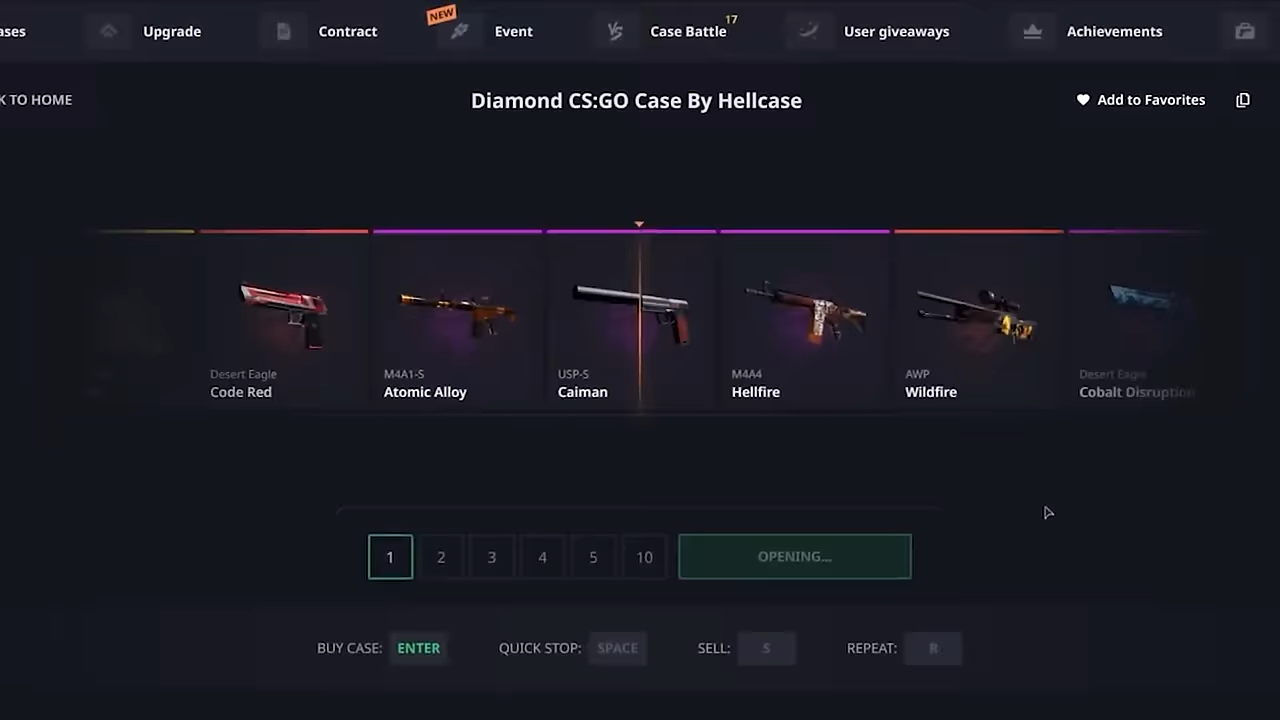 ases Upgrade Contract NEW Event Case Battle 17 User giveaways Achievements
K TO HOME Diamond CS:GO Case By Hellcase Add to Favorites
Desert Eagle M4A1-S USP-S M4A4 AWP Desert Eagle
Code Red Atomic Alloy Caiman Hellfire Wildfire Cobalt Disruption
1 2 3 4 5 10 OPENING...
BUY CASE: ENTER QUICK STOP: SPACE SELL: S REPEAT: R